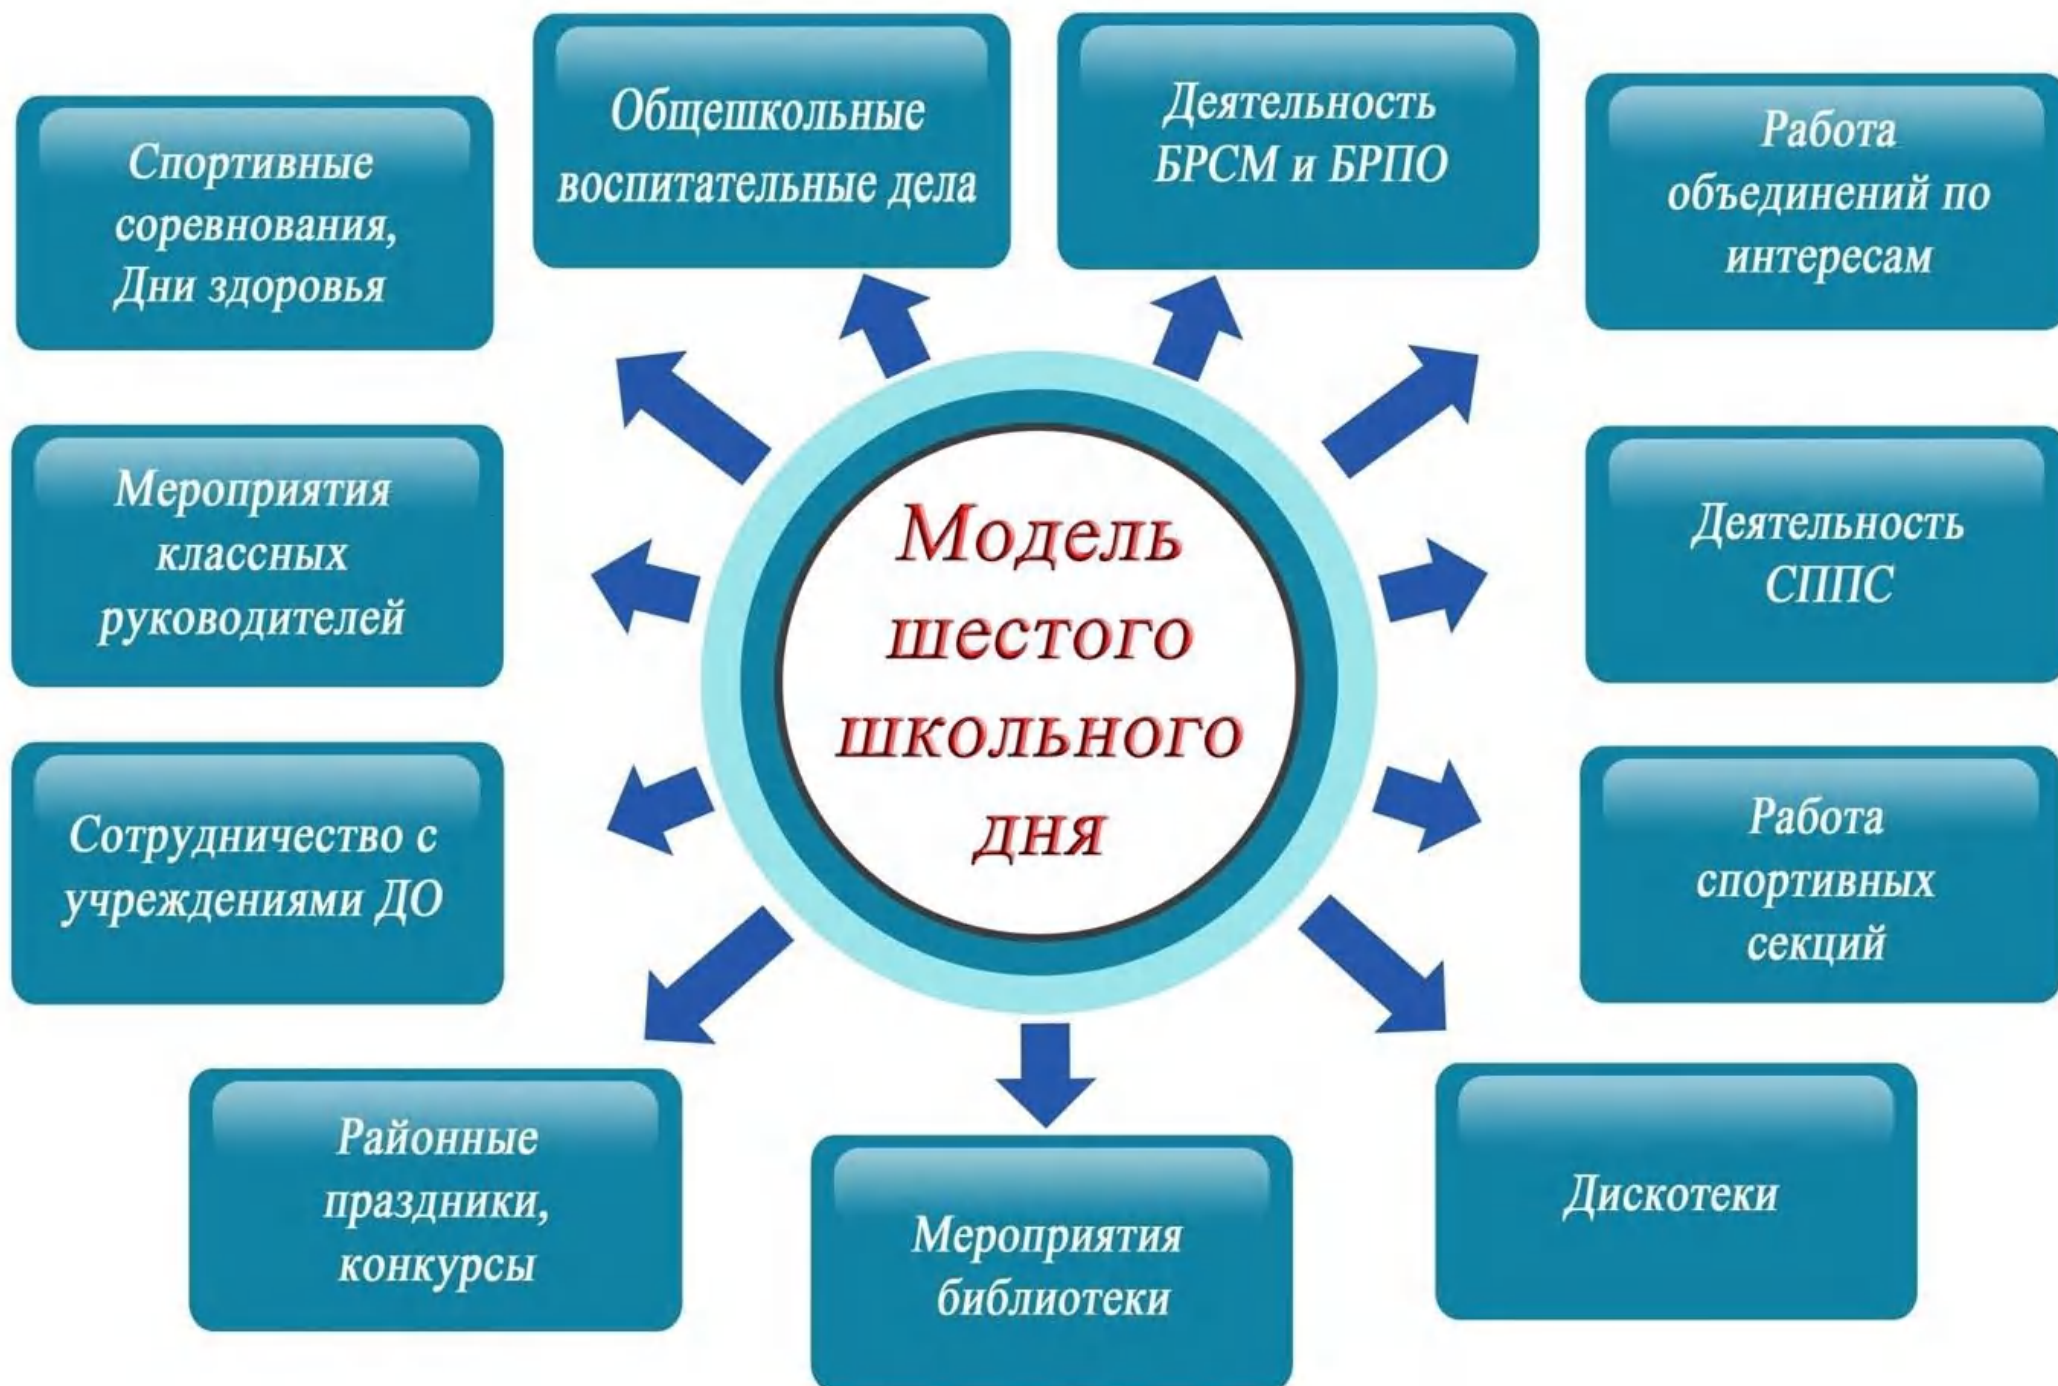 Общешкольные
воспитательные дела
Деятельность
БРСМ и БРПО
Спортивные
соревнования,
Дни здоровья
Работа
объединений по
интересам
Мероприятия
классных
руководителей
Модель
шестого
школьного
дня
Деятельность
СППС
Сотрудничество с
учреждениями ДО
Работа
спортивных
секций
Районные
праздники,
конкурсы
Мероприятия
библиотеки
Дискотеки